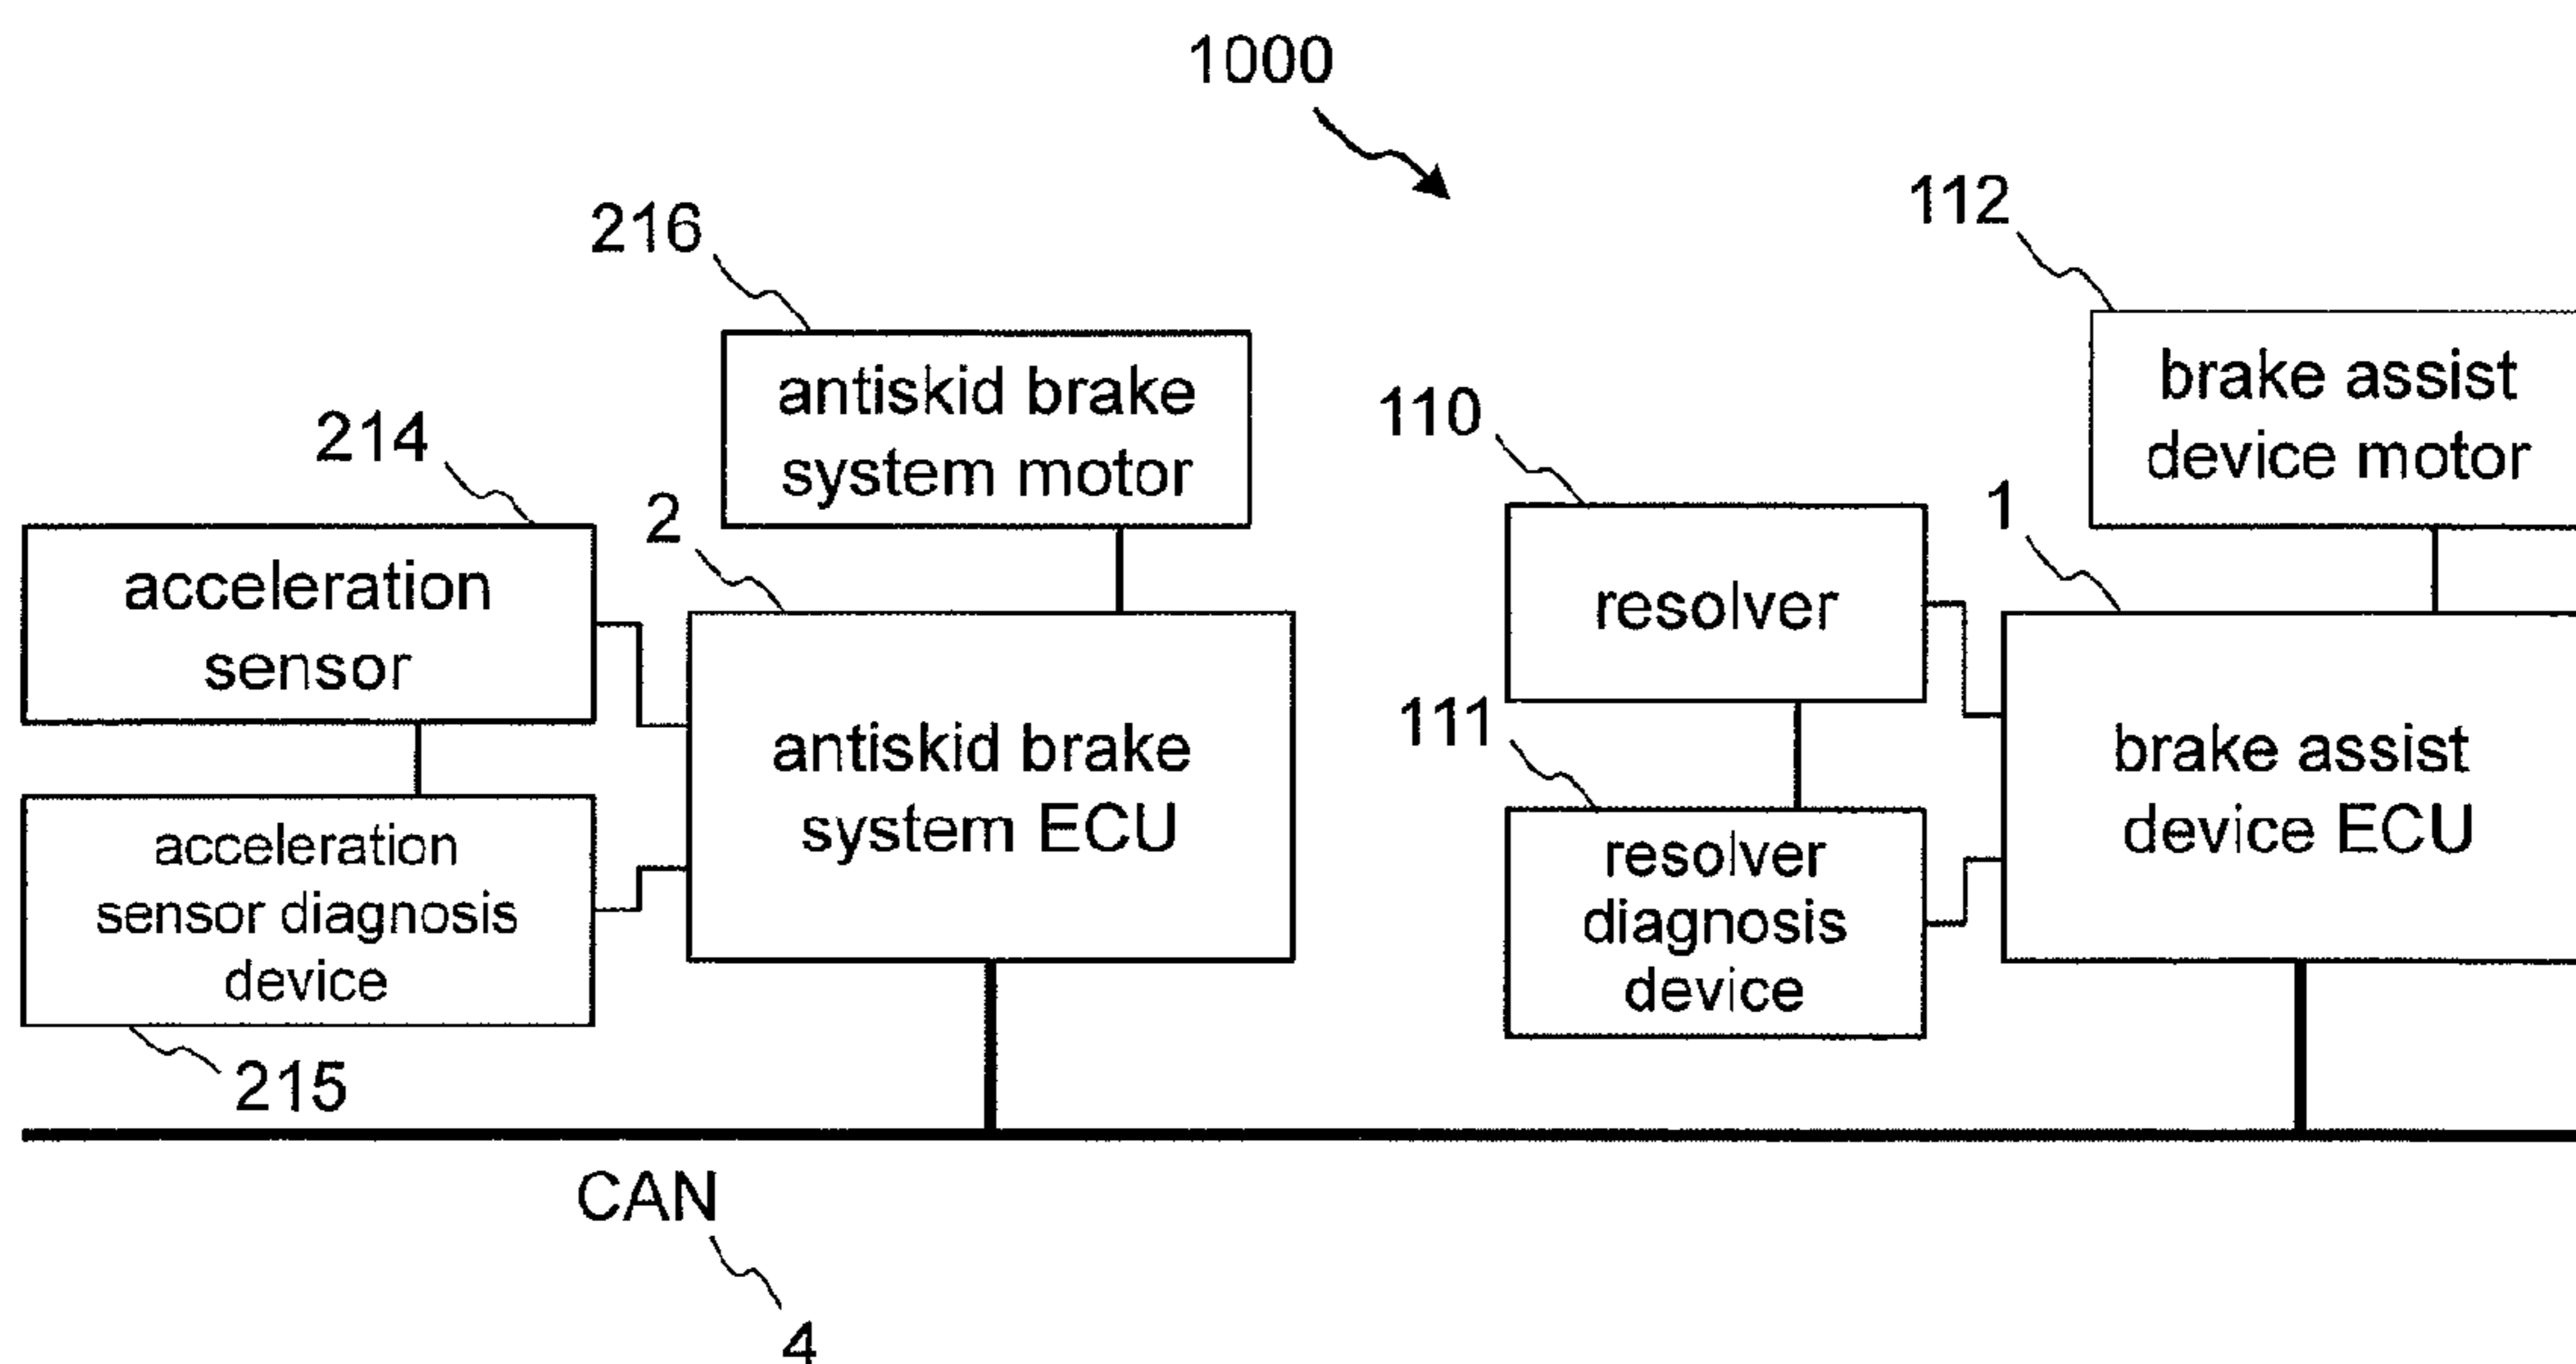 1000
216
112
antiskid brake
system motor
brake assist
device motor
214
110
2
1
acceleration
sensor
resolver
111
antiskid brake
system ECU
brake assist
device ECU
acceleration
sensor diagnosis
device
resolver
diagnosis
device
215
CAN
4